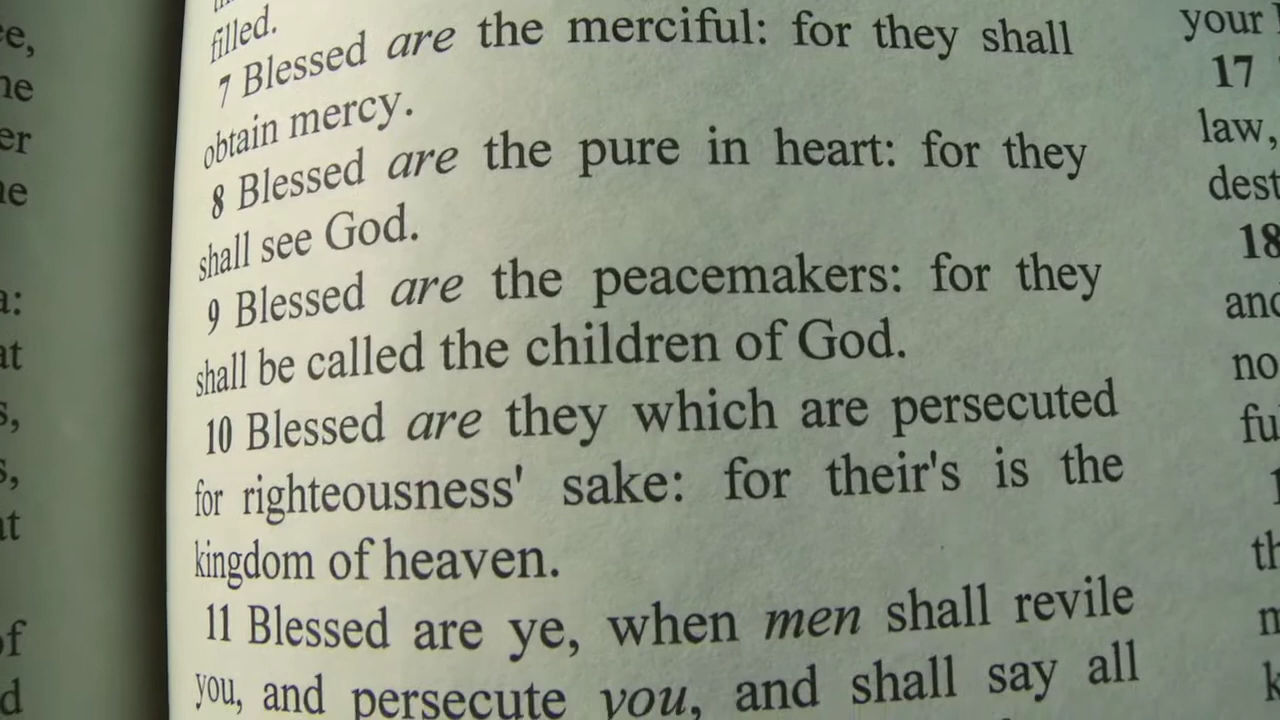 filled.
7 Blessed are the merciful: for they shall
obtain mercy.
8 Blessed are the pure in heart: for they
shall see God.
9 Blessed are the peacemakers: for they
shall be called the children of God.
10 Blessed are they which are persecuted
for righteousness' sake: for their's is the
kingdom of heaven.
11 Blessed are ye, when men shall revile
you, and persecute you, and shall say all
your
17
law,
18
no